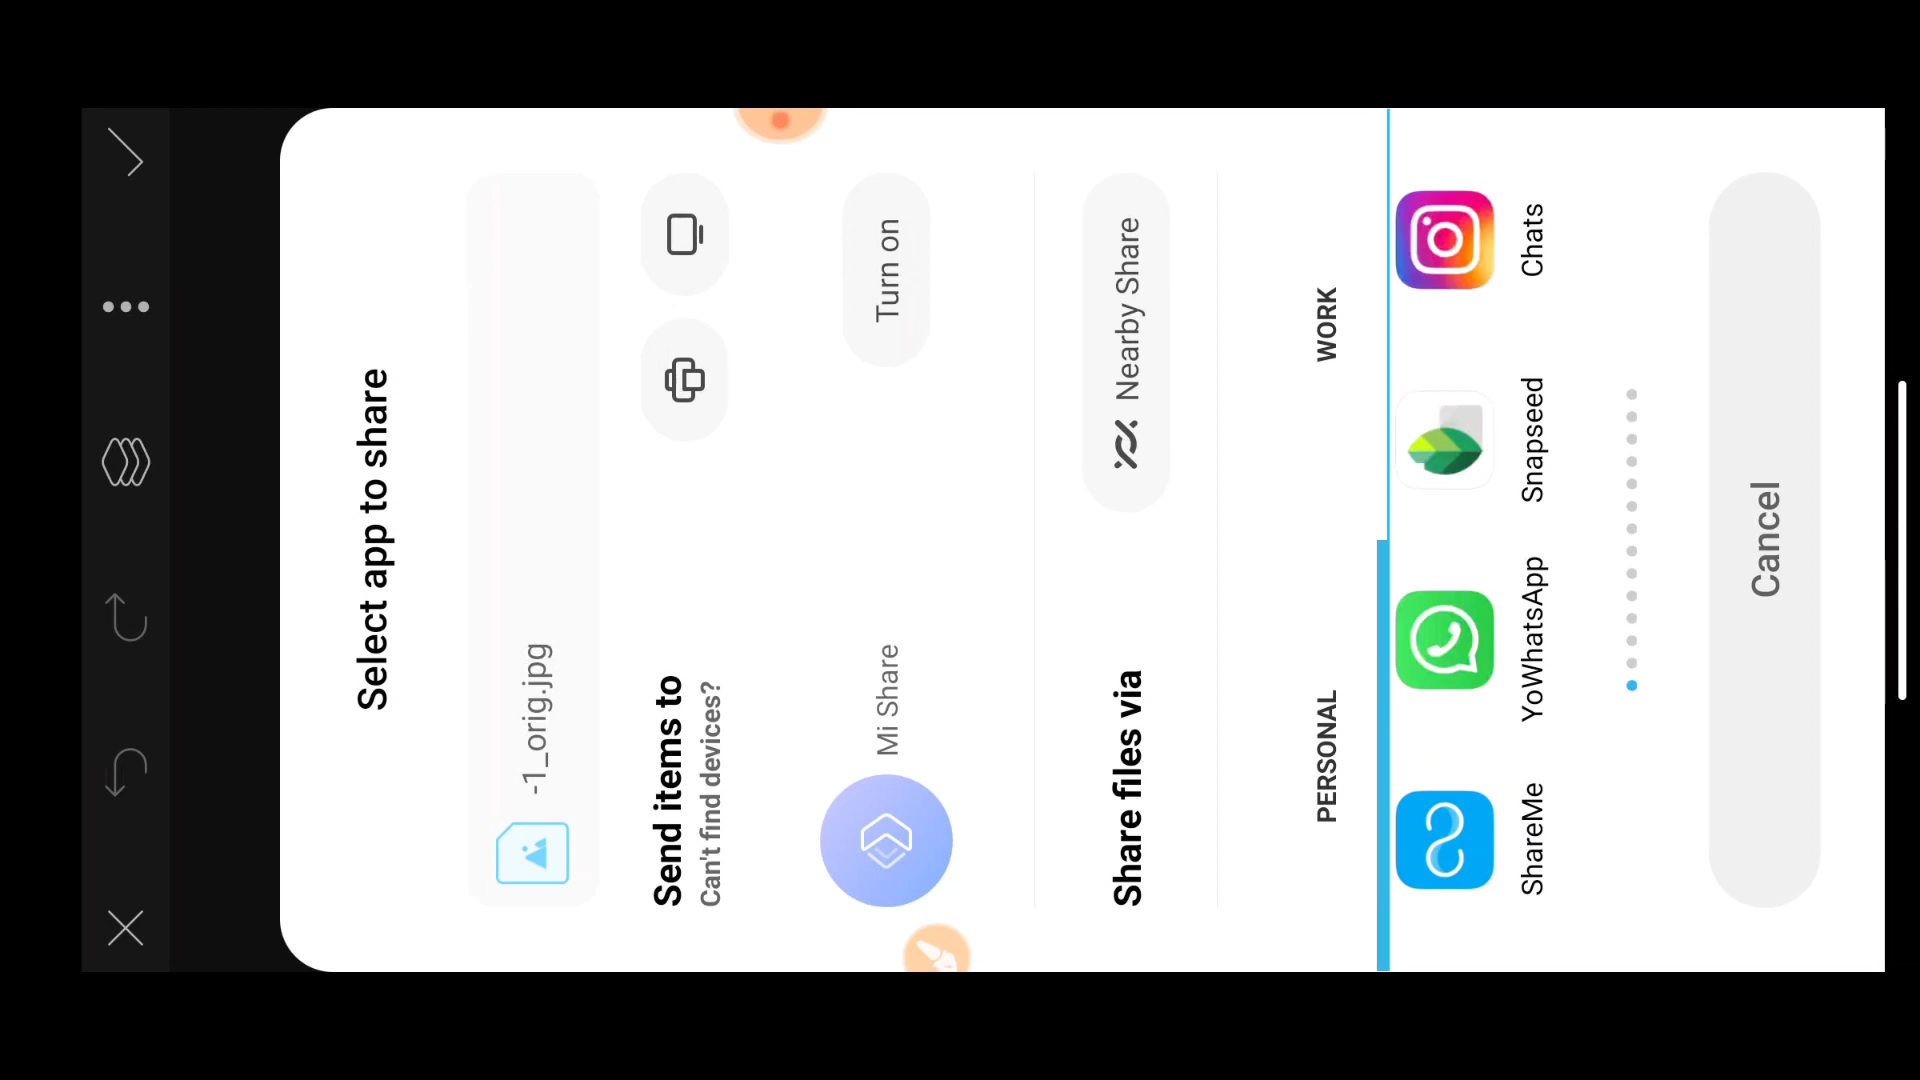 Select app to share
-1_orig.jpg
Send items to
Can't find devices?
Mi Share
Turn on
Share files via
Nearby Share
PERSONAL
WORK
ShareMe
YoWhatsApp
Snapseed
Chats
Cancel